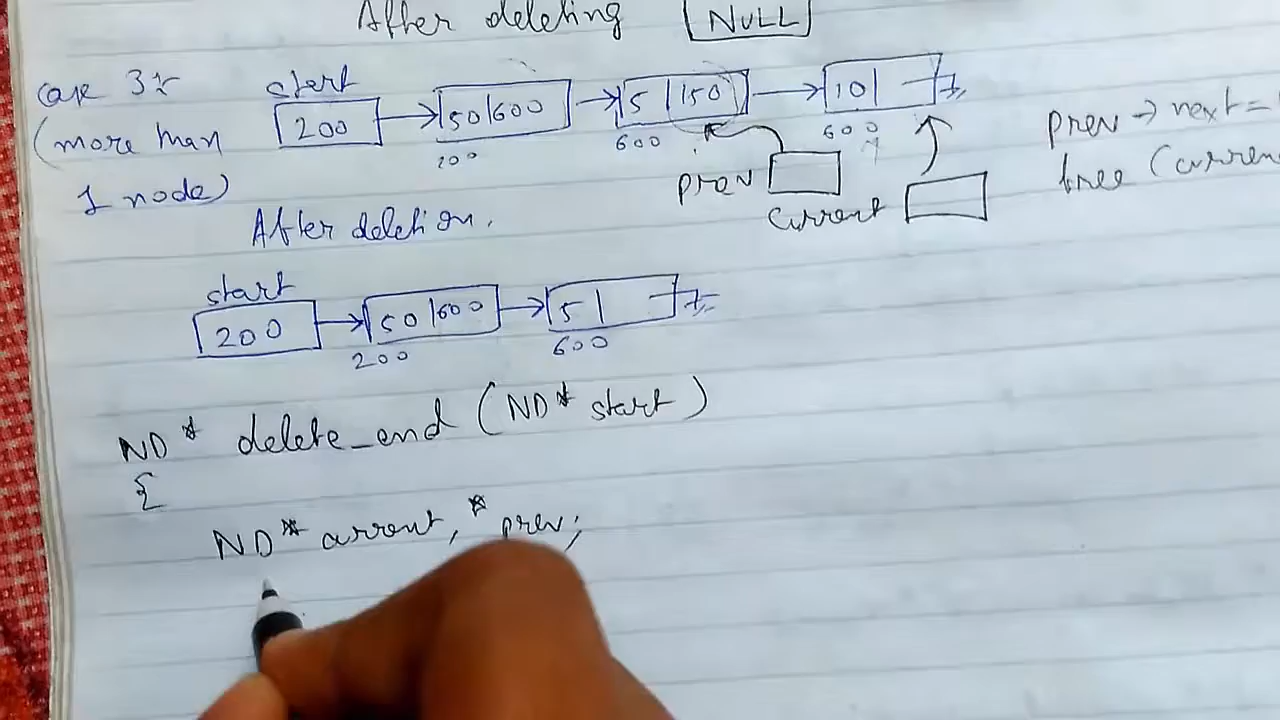 After deleting NULL
case 3:- start
200 50|600 5|150 10|
(more than 200 600 600 prev → next =
1 node) prev free (curren
After deletion. current
start
200 50|600 5|
200 600
ND* delete_end (ND* start)
{
ND* current, *prev;